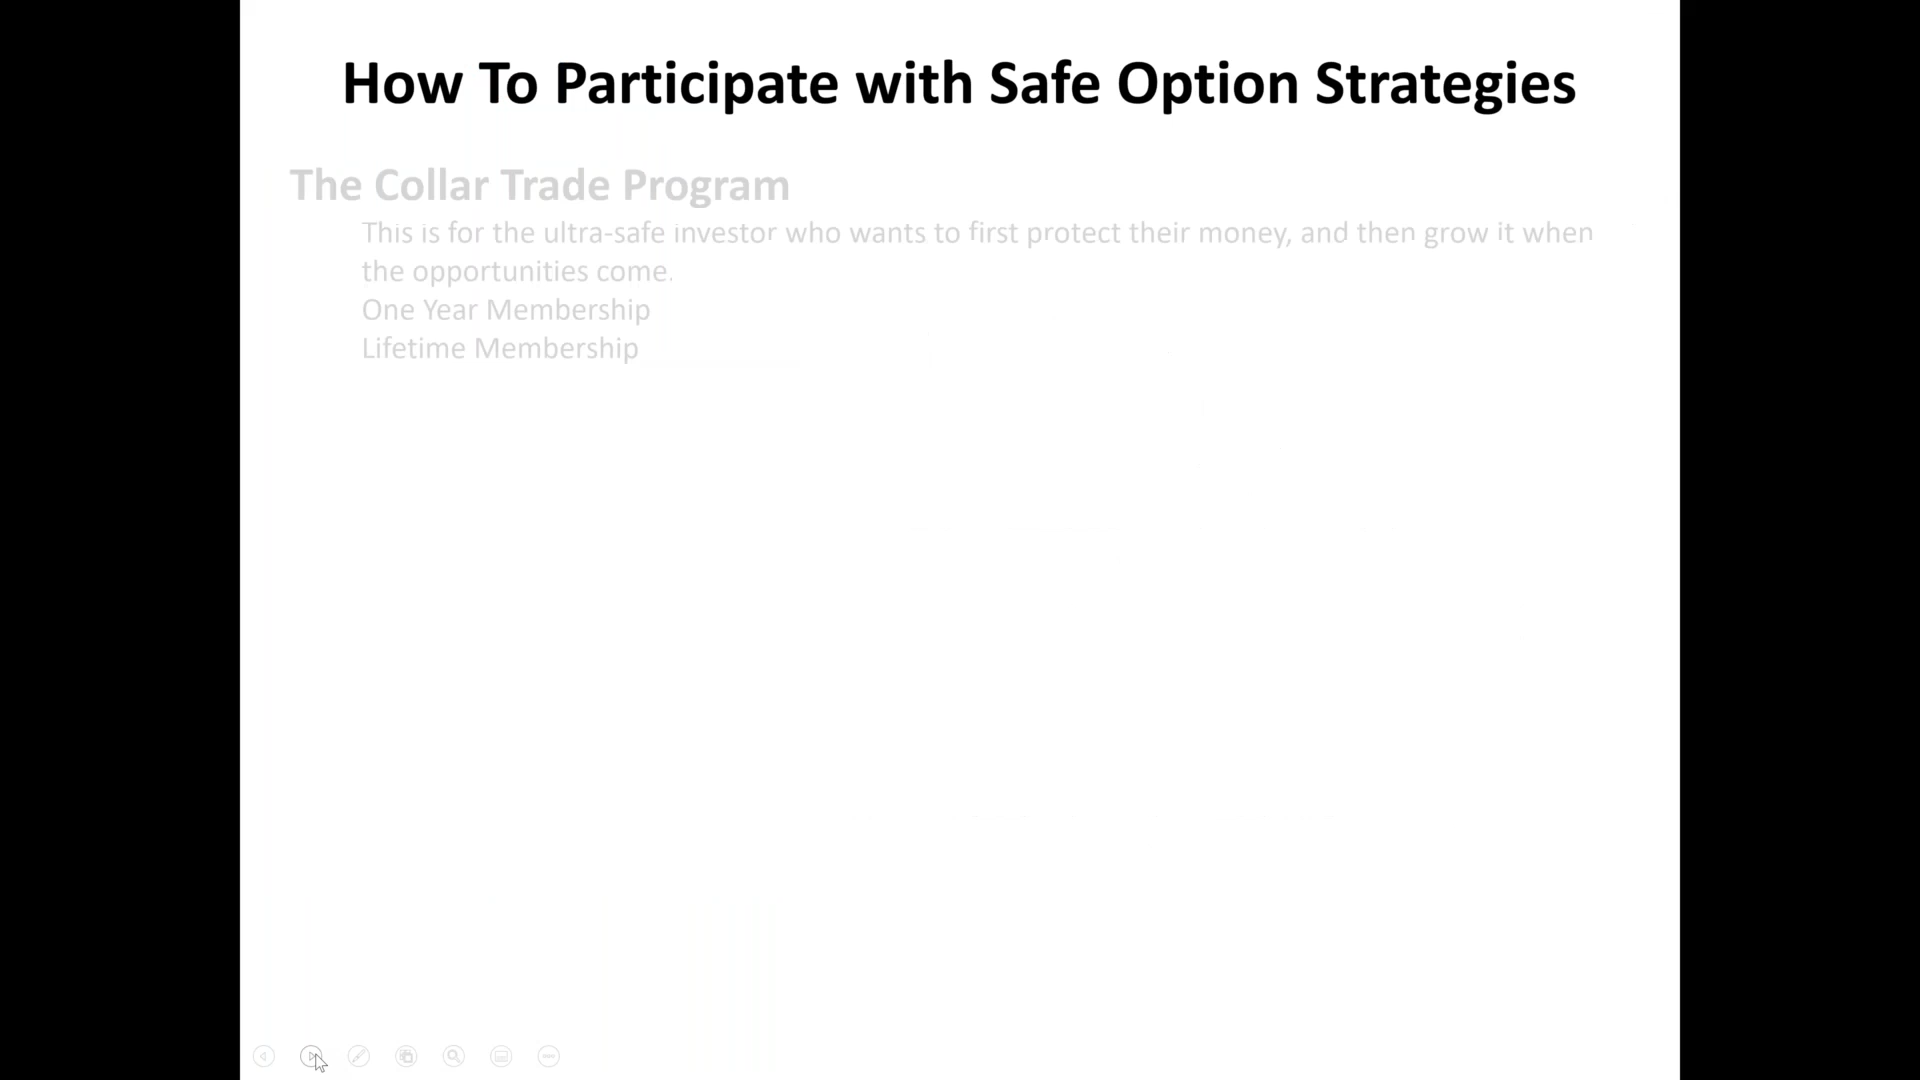 How To Participate with Safe Option Strategies
The Collar Trade Program
This is for the ultra-safe investor who wants to first protect their money, and then grow it when
the opportunities come.
One Year Membership
Lifetime Membership